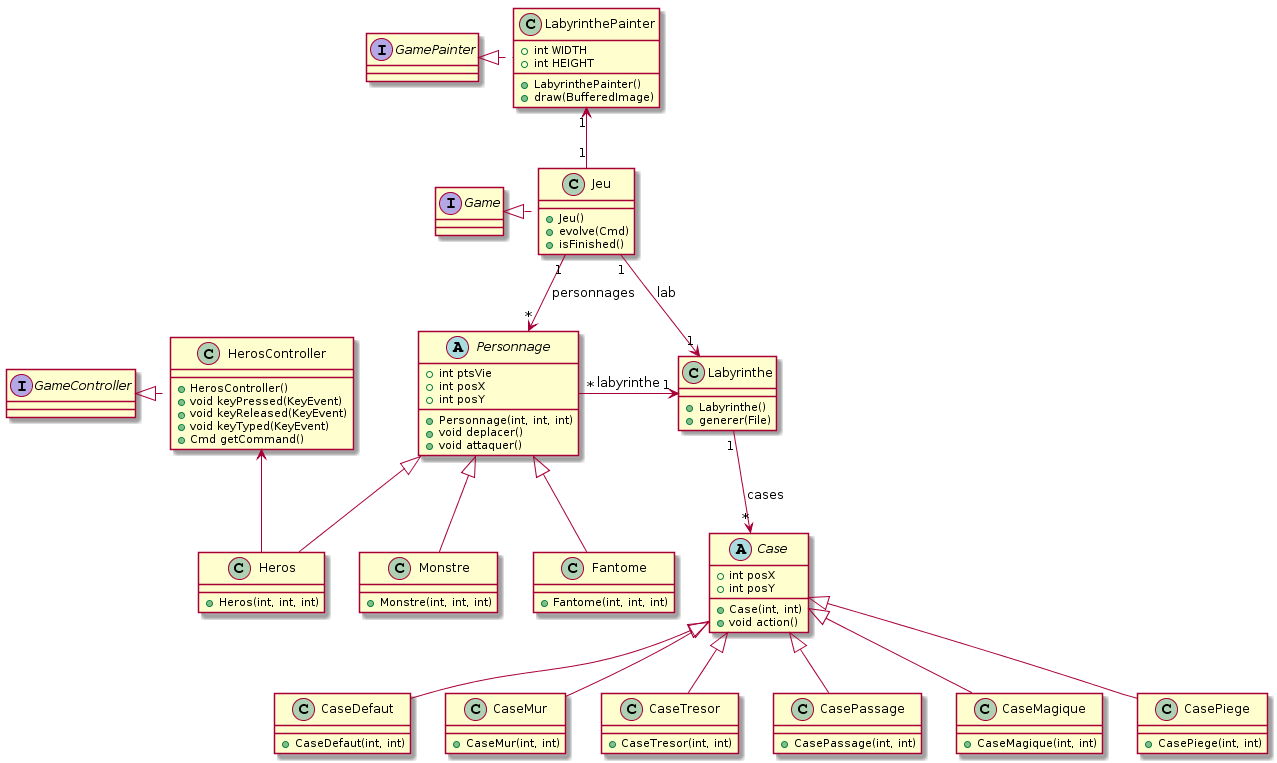 C LabyrinthePainter
int WIDTH
int HEIGHT
LabyrinthePainter()
draw(BufferedImage)
I GamePainter
1
1
C Jeu
Jeu()
evolve(Cmd)
isFinished()
I Game
1
1
personnages
lab
*
1
C HerosController
HerosController()
void keyPressed(KeyEvent)
void keyReleased(KeyEvent)
void keyTyped(KeyEvent)
Cmd getCommand()
I GameController
A Personnage
int ptsVie
int posX
int posY
Personnage(int, int, int)
void deplacer()
void attaquer()
* labyrinthe 1
C Labyrinthe
Labyrinthe()
generer(File)
1
cases
*
C Heros
Heros(int, int, int)
C Monstre
Monstre(int, int, int)
C Fantome
Fantome(int, int, int)
A Case
int posX
int posY
Case(int, int)
void action()
C CaseDefaut
CaseDefaut(int, int)
C CaseMur
CaseMur(int, int)
C CaseTresor
CaseTresor(int, int)
C CasePassage
CasePassage(int, int)
C CaseMagique
CaseMagique(int, int)
C CasePiege
CasePiege(int, int)